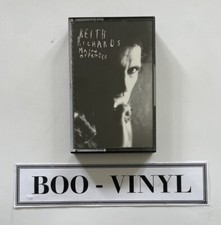 KEITH
RICHARDS
MAIN
OFFENDER
BOO - VINYL